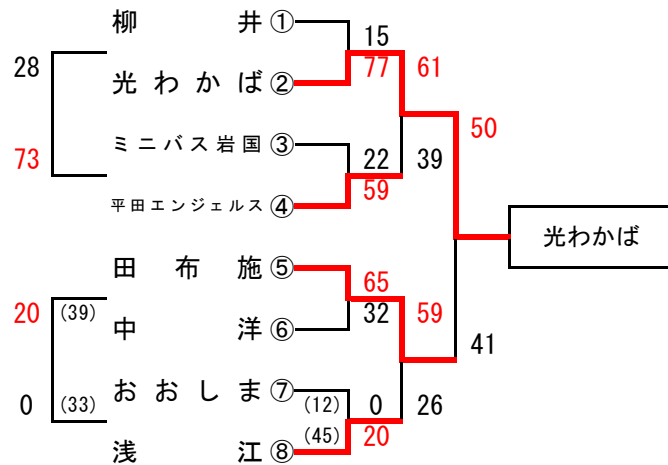 柳井 ① 15
28 光わかば ② 77 61
73 ミニバス岩国 ③ 22 39 50
平田エンジェルス ④ 59
光わかば
田布施 ⑤ 65
20 (39) 中洋 ⑥ 32 59 41
0 (33) おおしま ⑦ (12) 0 26
浅江 ⑧ (45) 20